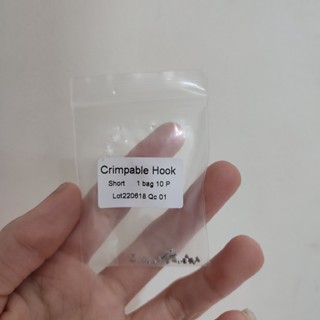 Crimpable Hook
Short 1 bag 10 P
Lot220618 Qc 01